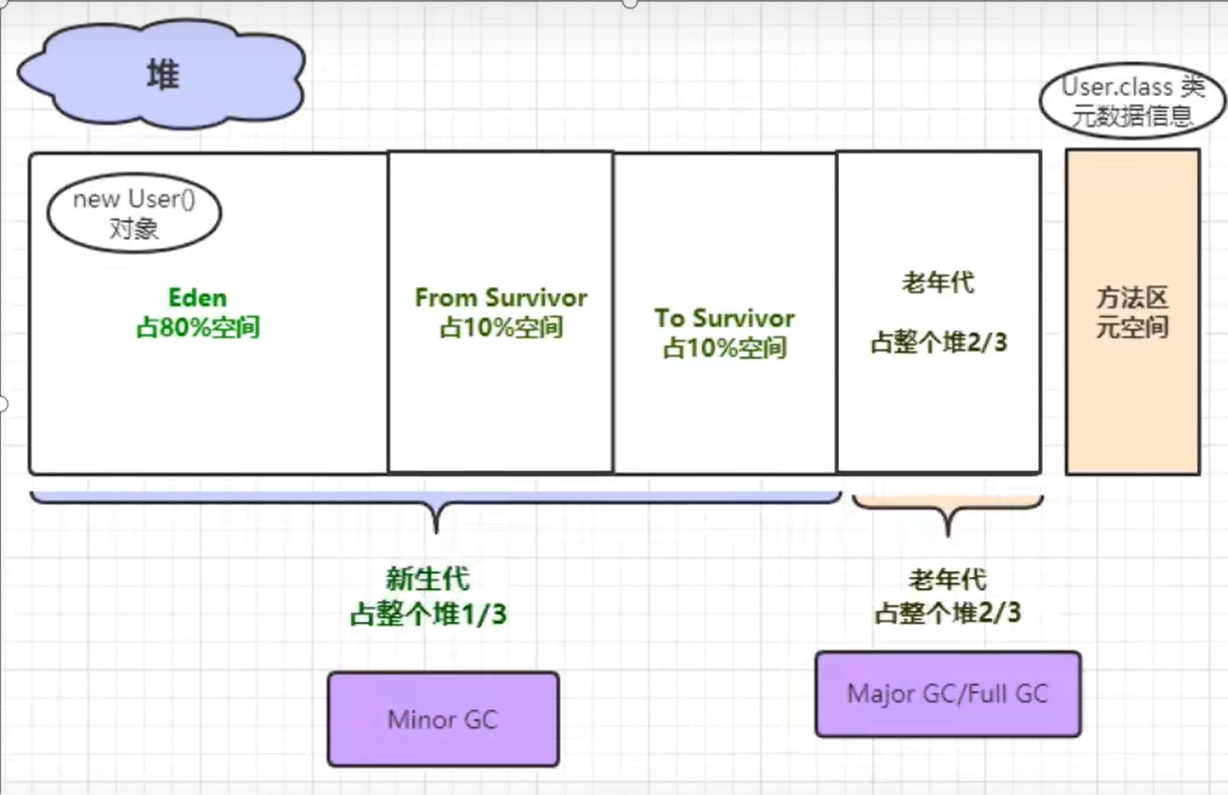 堆
User.class 类
元数据信息
new User()
对象
Eden
占80%空间
From Survivor
占10%空间
To Survivor
占10%空间
老年代
占整个堆2/3
方法区
元空间
新生代
占整个堆1/3
老年代
占整个堆2/3
Minor GC
Major GC/Full GC